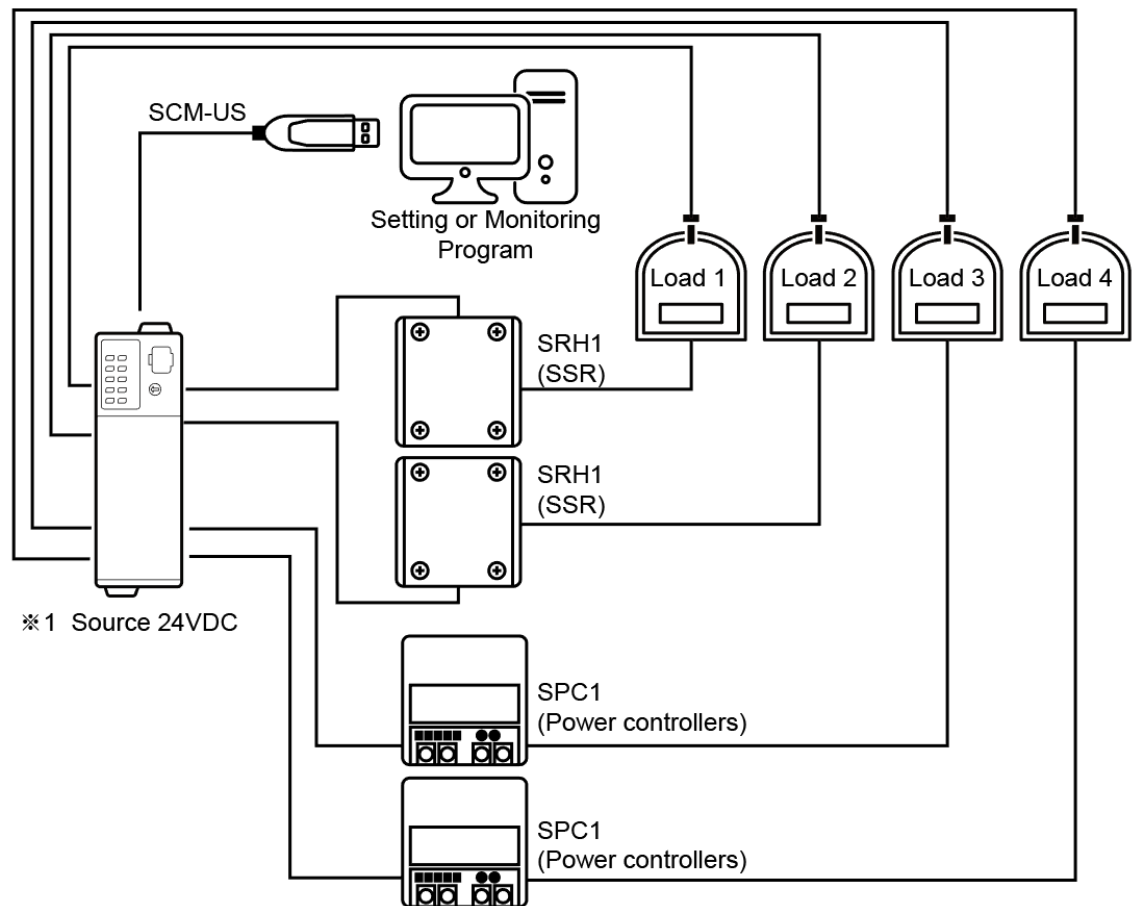 SCM-US
Setting or Monitoring
Program
Load 1
Load 2
Load 3
Load 4
SRH1
(SSR)
SRH1
(SSR)
※1 Source 24VDC
SPC1
(Power controllers)
SPC1
(Power controllers)